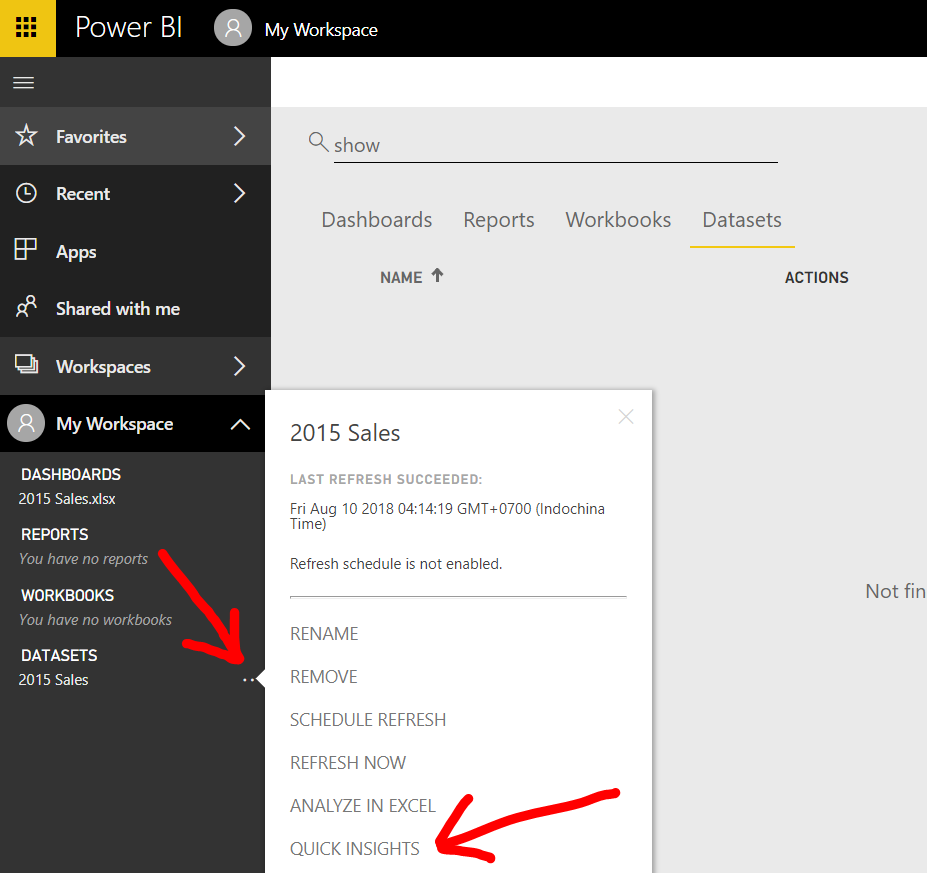 Power BI My Workspace
Favorites
Recent
Apps
Shared with me
Workspaces
My Workspace
DASHBOARDS
2015 Sales.xlsx
REPORTS
You have no reports
WORKBOOKS
You have no workbooks
DATASETS
2015 Sales
show
Dashboards Reports Workbooks Datasets
NAME ACTIONS
Not fin
2015 Sales
LAST REFRESH SUCCEEDED:
Fri Aug 10 2018 04:14:19 GMT+0700 (Indochina
Time)
Refresh schedule is not enabled.
RENAME
REMOVE
SCHEDULE REFRESH
REFRESH NOW
ANALYZE IN EXCEL
QUICK INSIGHTS